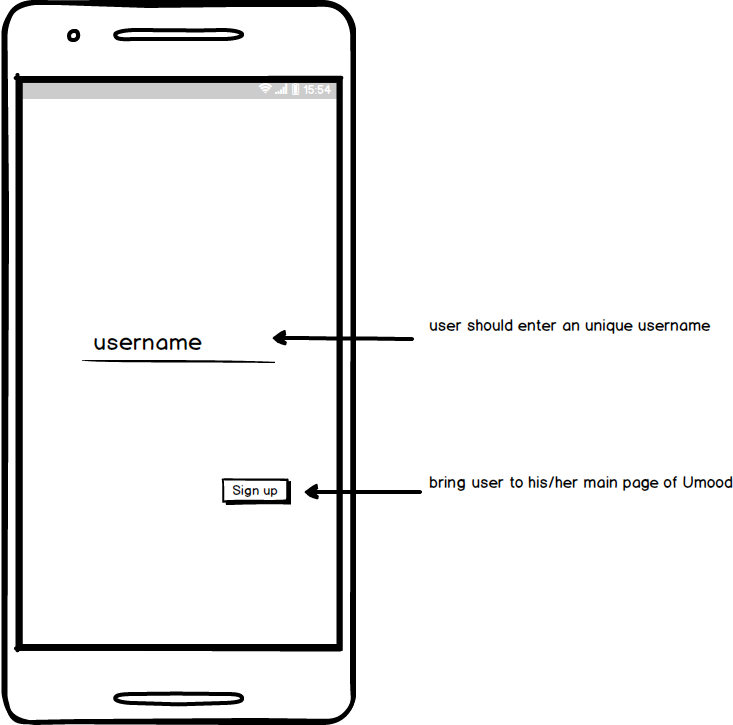 15:54
user should enter an unique username
username
bring user to his/her main page of Umood
Sign up